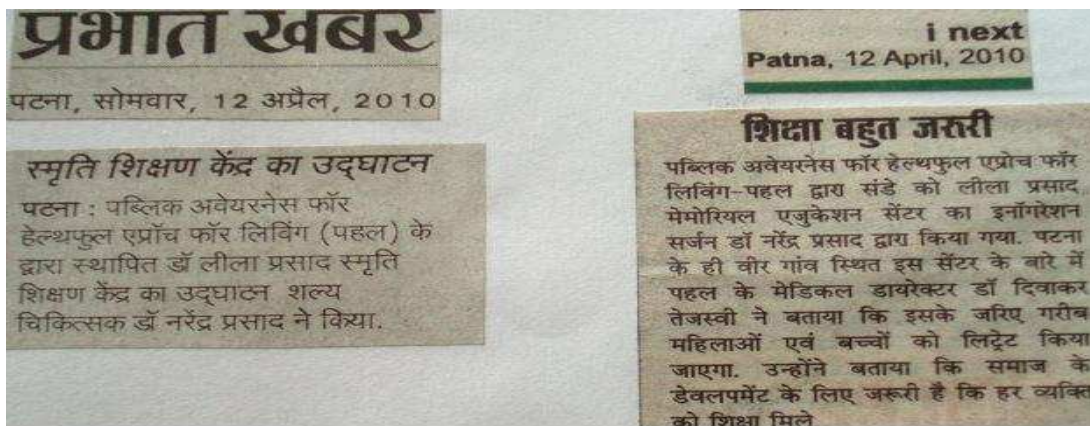 प्रभात खबर
पटना, सोमवार, 12 अप्रैल, 2010
स्मृति शिक्षण केंद्र का उद्घाटन
पटना : पब्लिक अवेयरनेस फॉर
हेल्थफुल एप्रॉच फॉर लिविंग (पहल) के
द्वारा स्थापित डॉ लीला प्रसाद स्मृति
शिक्षण केंद्र का उद्घाटन शल्य
चिकित्सक डॉ नरेंद्र प्रसाद ने किया.
i next
Patna, 12 April, 2010
शिक्षा बहुत जरुरी
पब्लिक अवेयरनेस फॉर हेल्थफुल एप्रोच फॉर
लिविंग-पहल द्वारा संडे को लीला प्रसाद
मेमोरियल एजुकेशन सेंटर का इनॉगरेशन
सर्जन डॉ नरेंद्र प्रसाद द्वारा किया गया. पटना
के ही वीर गांव स्थित इस सेंटर के बारे में
पहल के मेडिकल डायरेक्टर डॉ दिवाकर
तेजस्वी ने बताया कि इसके जरिए गरीब
महिलाओं एवं बच्चों को लिट्रेट किया
जाएगा. उन्होंने बताया कि समाज के
डेवलपमेंट के लिए जरूरी है कि हर व्यक्ति
को शिक्षा मिले